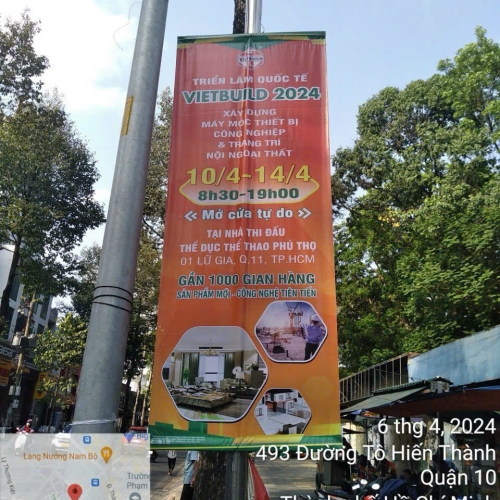 VIETBUILD
TRIỂN LÃM QUỐC TẾ
VIETBUILD 2024
XÂY DỰNG
MÁY MÓC THIẾT BỊ
CÔNG NGHIỆP
& TRANG TRÍ
NỘI NGOẠI THẤT
10/4-14/4
8h30-19h00
« Mở cửa tự do »
TẠI NHÀ THI ĐẤU
THỂ DỤC THỂ THAO PHÚ THỌ
01 LỮ GIA, Q.11, TP.HCM
GẦN 1000 GIAN HÀNG
SẢN PHẨM MỚI - CÔNG NGHỆ TIÊN TIẾN
6 thg 4, 2024
493 Đường Tô Hiến Thành
Quận 10
Làng Nướng Nam Bộ
Trường
Phạm